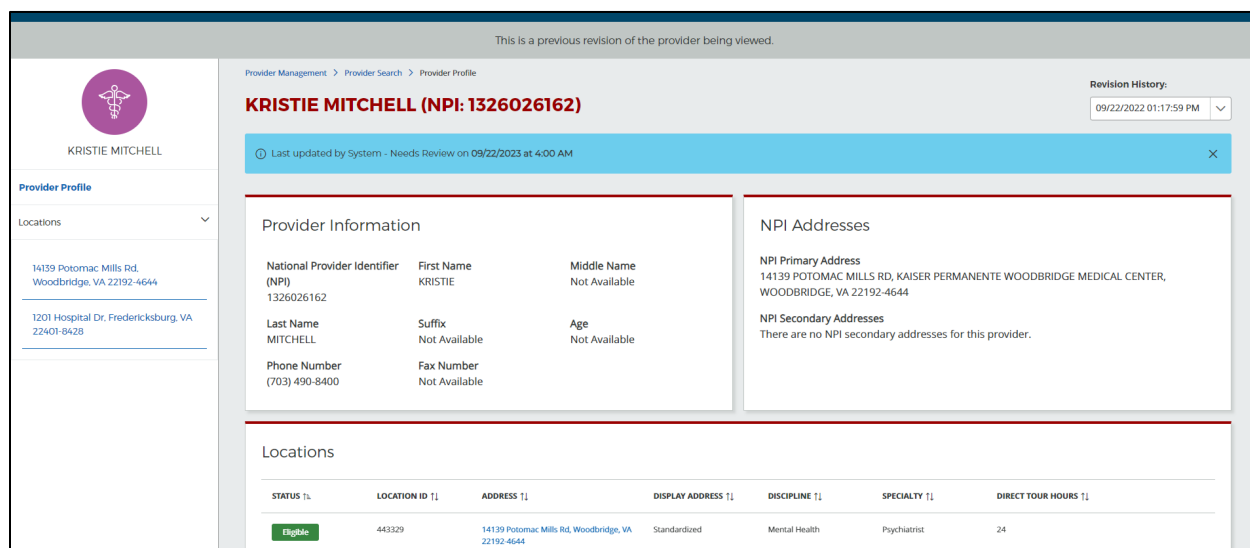 This is a previous revision of the provider being viewed.
KRISTIE MITCHELL
Provider Profile
Locations
14139 Potomac Mills Rd,
Woodbridge, VA 22192-4644
1201 Hospital Dr, Fredericksburg, VA
22401-8428
Provider Management > Provider Search > Provider Profile
KRISTIE MITCHELL (NPI: 1326026162)
Revision History:
09/22/2022 01:17:59 PM
Last updated by System - Needs Review on 09/22/2023 at 4:00 AM
Provider Information
National Provider Identifier (NPI)
1326026162
First Name
KRISTIE
Middle Name
Not Available
Last Name
MITCHELL
Suffix
Not Available
Age
Not Available
Phone Number
(703) 490-8400
Fax Number
Not Available
NPI Addresses
NPI Primary Address
14139 POTOMAC MILLS RD, KAISER PERMANENTE WOODBRIDGE MEDICAL CENTER,
WOODBRIDGE, VA 22192-4644
NPI Secondary Addresses
There are no NPI secondary addresses for this provider.
Locations
STATUS LOCATION ID ADDRESS DISPLAY ADDRESS DISCIPLINE SPECIALTY DIRECT TOUR HOURS
Eligible 443329 14139 Potomac Mills Rd, Woodbridge, VA Standardized Mental Health Psychiatrist 24
22192-4644